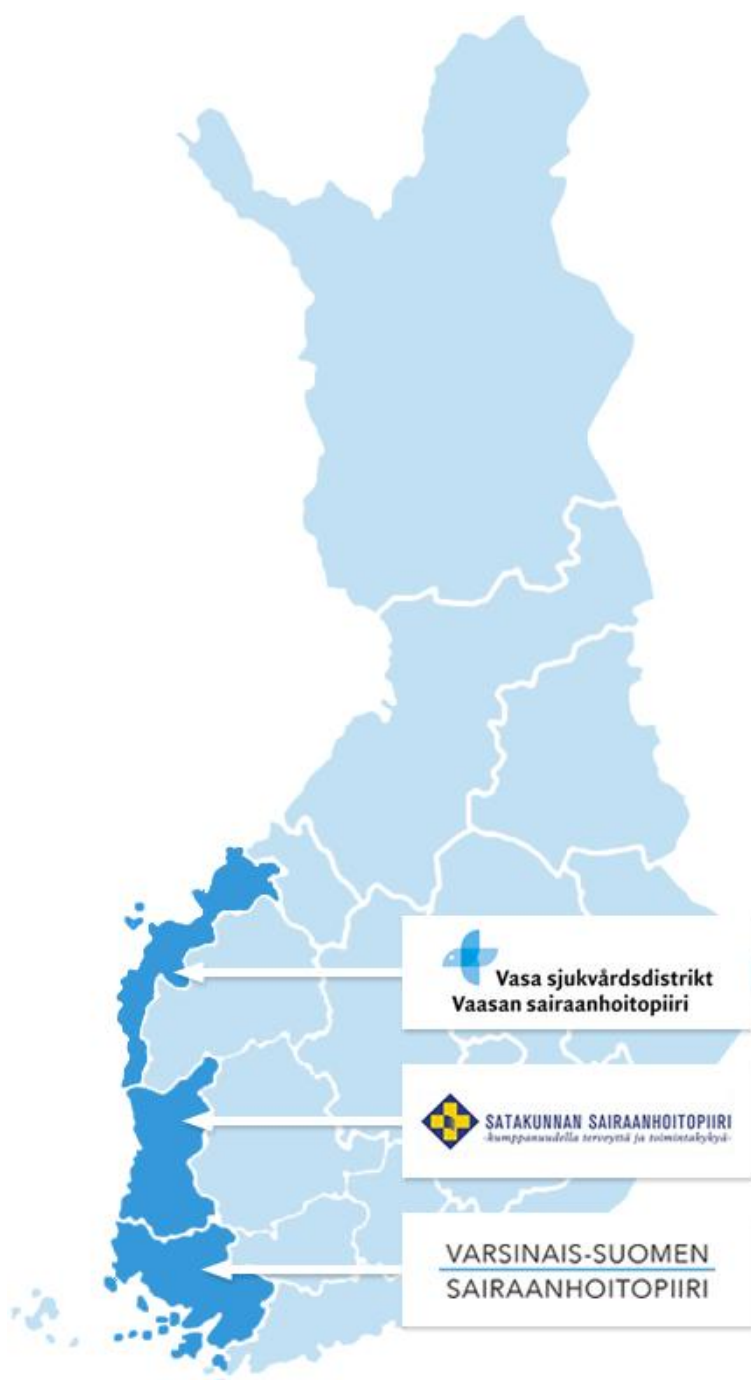 Vasa sjukvårdsdistrikt
Vaasan sairaanhoitopiiri
SATAKUNNAN SAIRAANHOITOPIIRI
-kumppanuudella terveyttä ja toimintakykyä-
VARSINAIS-SUOMEN
SAIRAANHOITOPIIRI